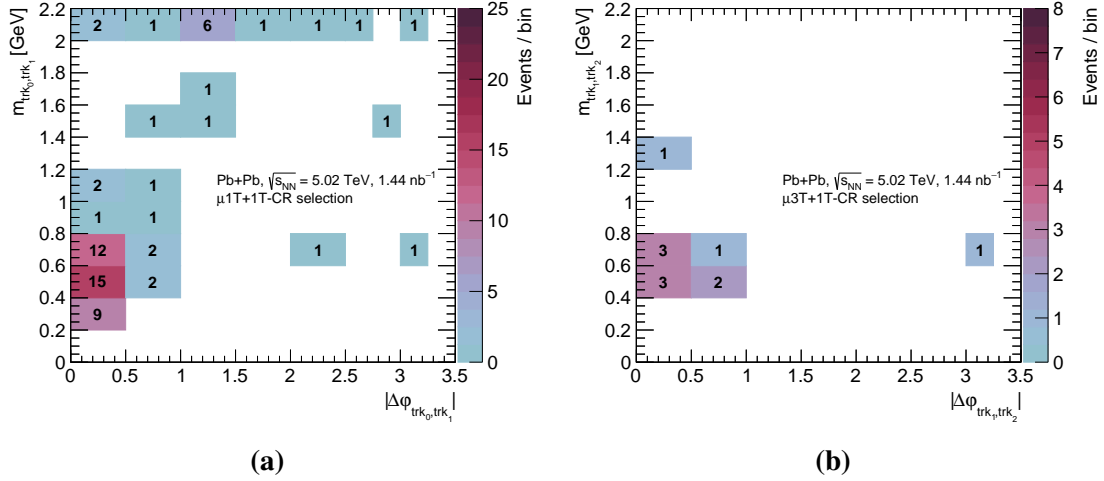 m_{trk_0,trk_1} [GeV]
2.2
2
1.8
1.6
1.4
1.2
1
0.8
0.6
0.4
0.2
0
2 1 6 1 1 1 1
1
1 1 1
2 1
1 1
12 2 1 1
15 2
9
Pb+Pb, √s_NN = 5.02 TeV, 1.44 nb⁻¹
μ1T+1T-CR selection
0 0.5 1 1.5 2 2.5 3 3.5
|Δφ_{trk_0,trk_1}|
25
20
15
10
5
0
Events / bin
(a)
m_{trk_1,trk_2} [GeV]
2.2
2
1.8
1.6
1.4
1.2
1
0.8
0.6
0.4
0.2
0
1
Pb+Pb, √s_NN = 5.02 TeV, 1.44 nb⁻¹
μ3T+1T-CR selection
3 1 1
3 2
0 0.5 1 1.5 2 2.5 3 3.5
|Δφ_{trk_1,trk_2}|
8
7
6
5
4
3
2
1
0
Events / bin
(b)